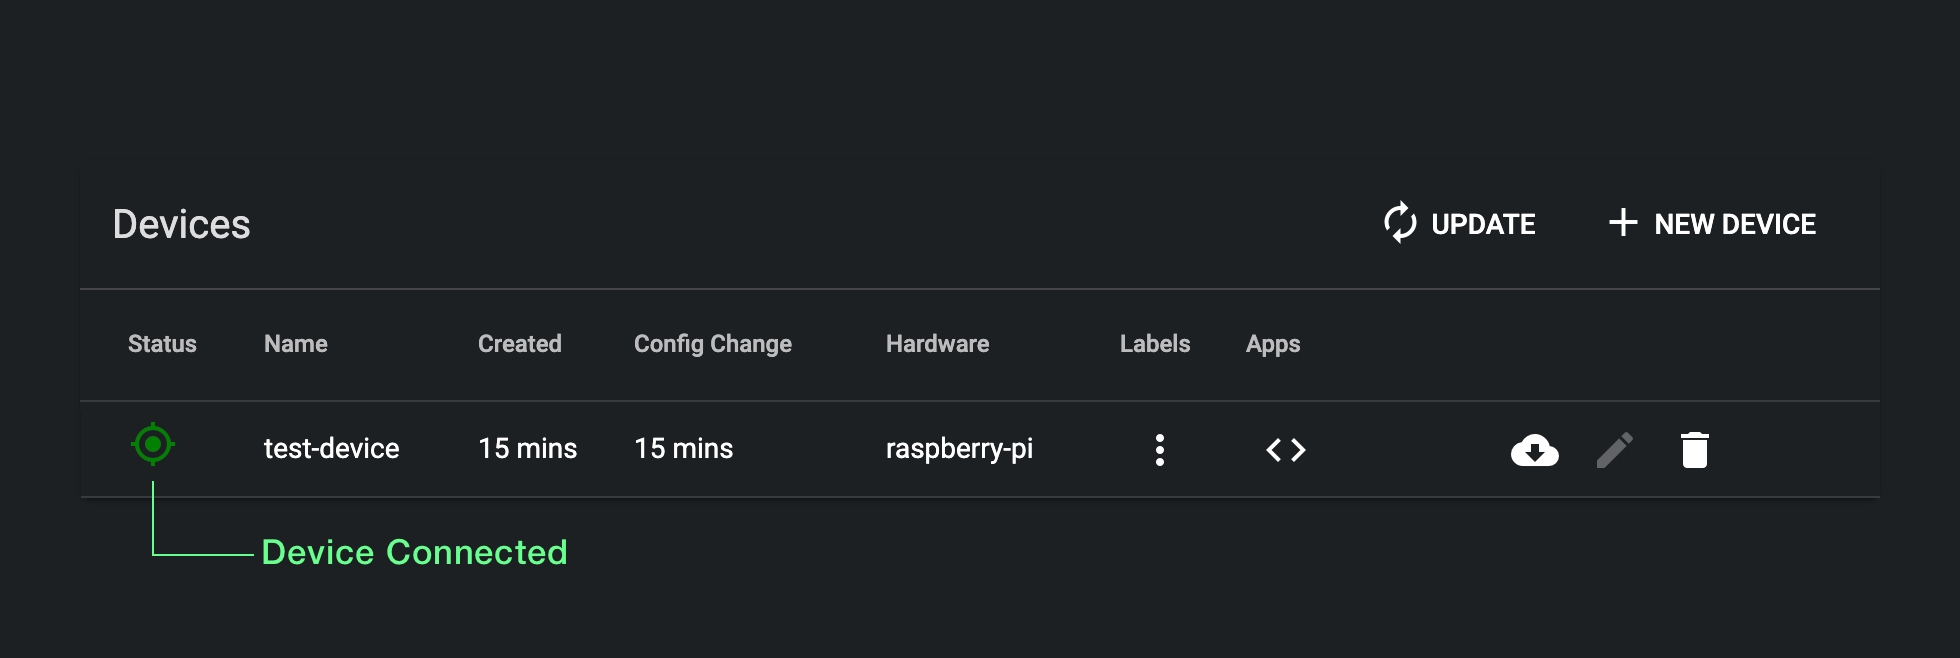 Devices UPDATE NEW DEVICE
Status Name Created Config Change Hardware Labels Apps
test-device 15 mins 15 mins raspberry-pi
Device Connected